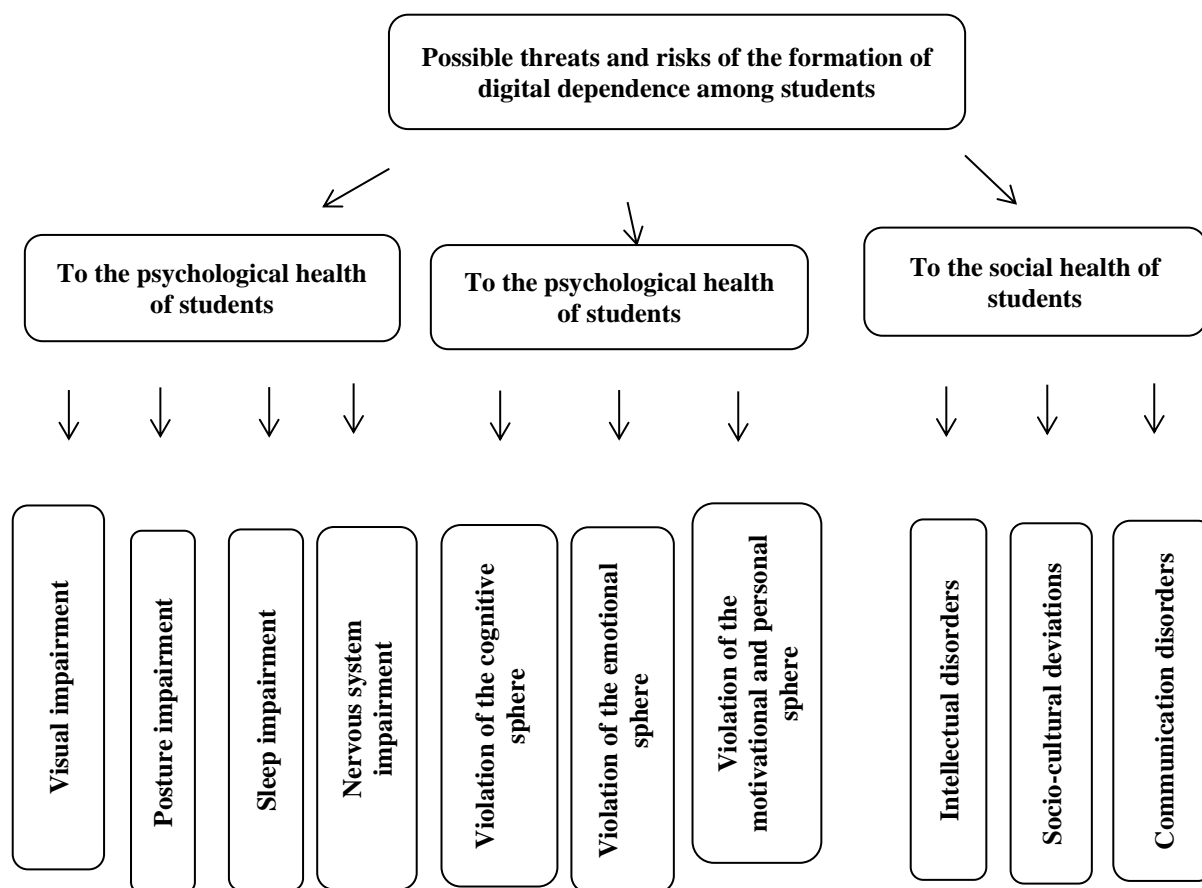 Possible threats and risks of the formation of
digital dependence among students
To the psychological health
of students
To the psychological health
of students
To the social health of
students
Visual impairment
Posture impairment
Sleep impairment
Nervous system
impairment
Violation of the cognitive
sphere
Violation of the emotional
sphere
Violation of the
motivational and personal
sphere
Intellectual disorders
Socio-cultural deviations
Communication disorders